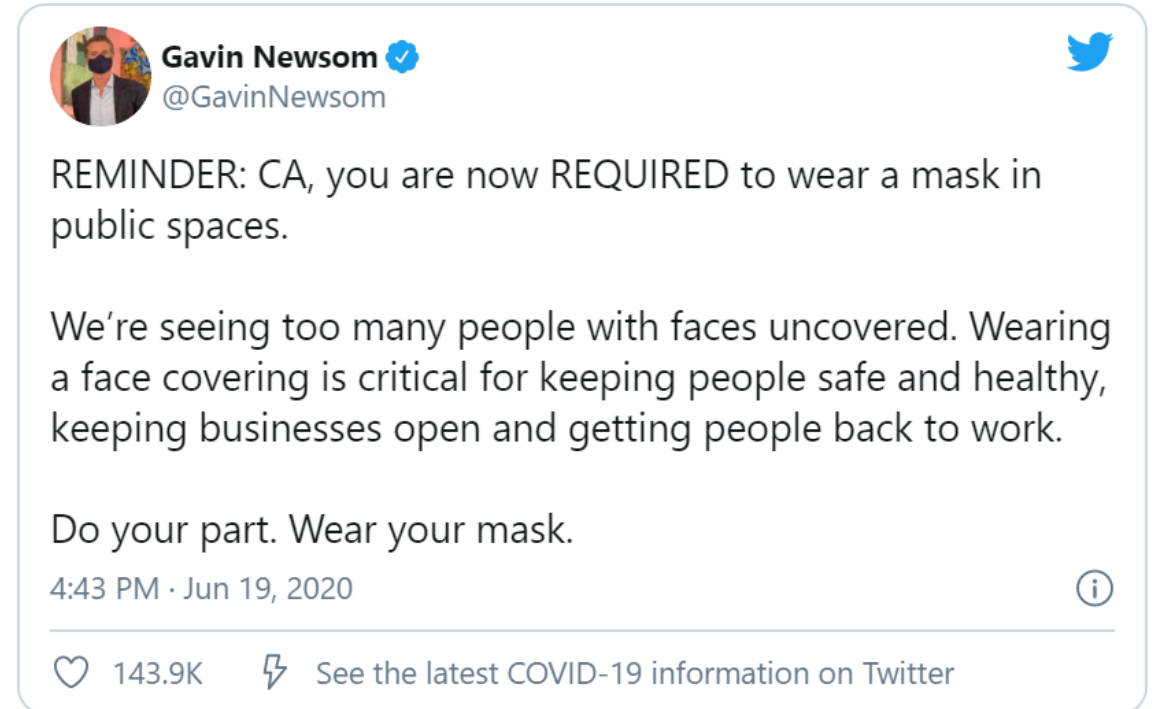 Gavin Newsom
@GavinNewsom
REMINDER: CA, you are now REQUIRED to wear a mask in
public spaces.
We’re seeing too many people with faces uncovered. Wearing
a face covering is critical for keeping people safe and healthy,
keeping businesses open and getting people back to work.
Do your part. Wear your mask.
4:43 PM · Jun 19, 2020
143.9K See the latest COVID-19 information on Twitter